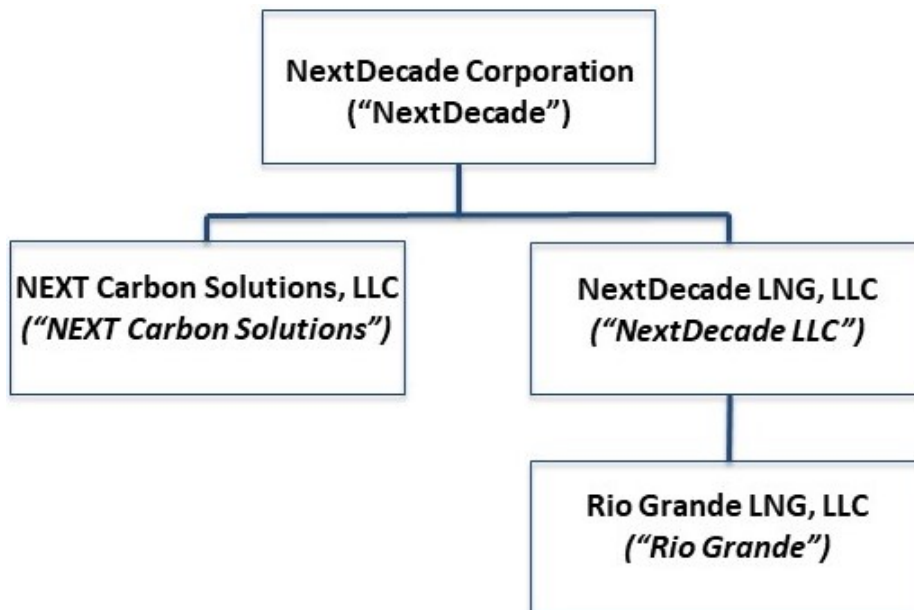 NextDecade Corporation
(“NextDecade”)
NEXT Carbon Solutions, LLC
(“NEXT Carbon Solutions”)
NextDecade LNG, LLC
(“NextDecade LLC”)
Rio Grande LNG, LLC
(“Rio Grande”)